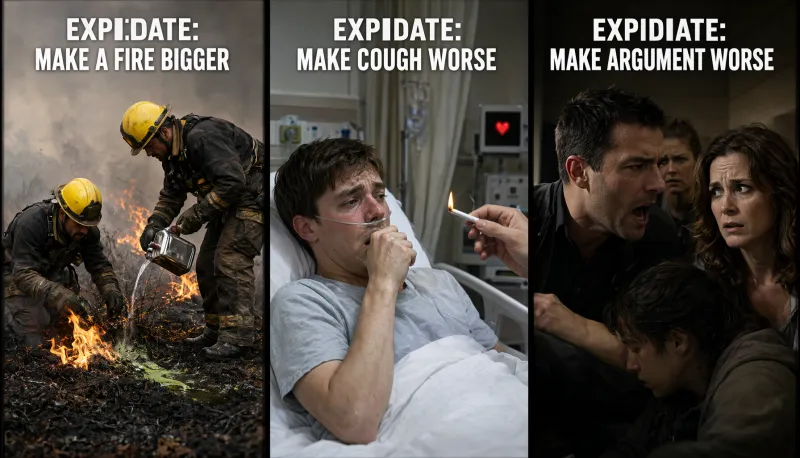 EXPI:DATE:
MAKE A FIRE BIGGER
EXPIDATE:
MAKE COUGH WORSE
EXPIDIATE:
MAKE ARGUMENT WORSE